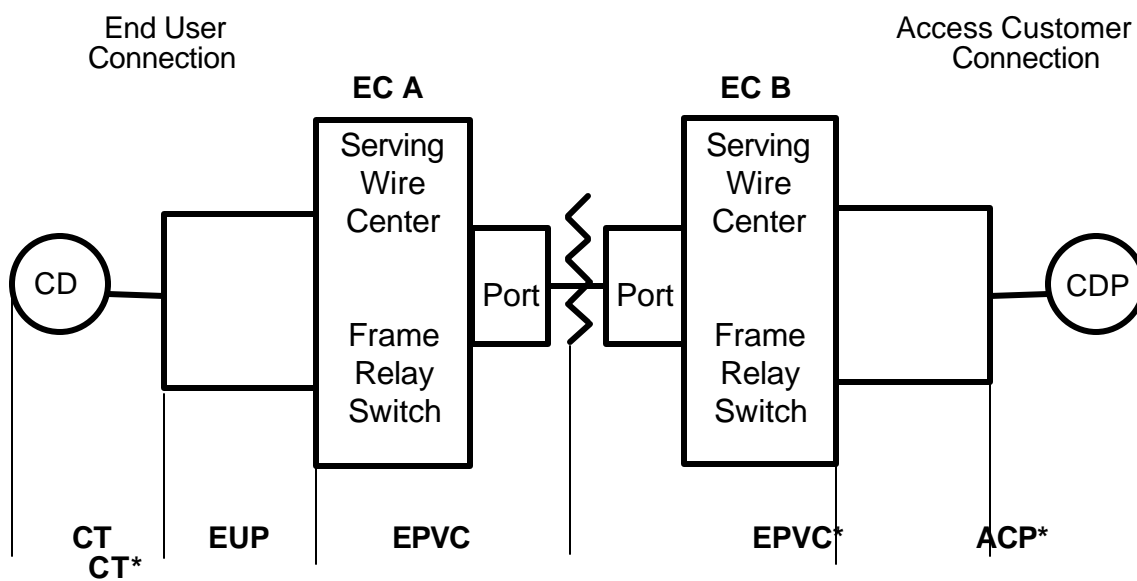 End User
Connection
Access Customer
Connection
EC A
EC B
Serving
Wire
Center
Frame
Relay
Switch
Serving
Wire
Center
Frame
Relay
Switch
CD
Port
Port
CDP
CT
CT*
EUP
EPVC
EPVC*
ACP*